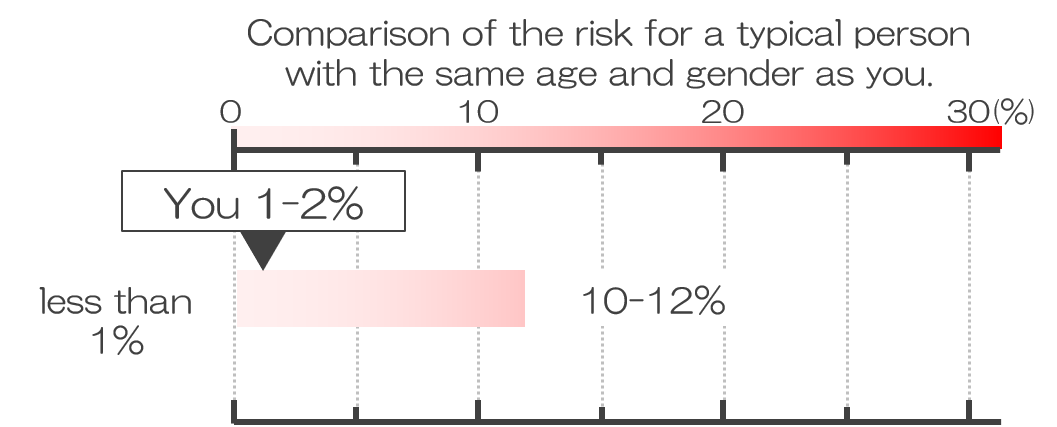 Comparison of the risk for a typical person
with the same age and gender as you.
0 10 20 30(%)
You 1-2%
less than
1%
10-12%